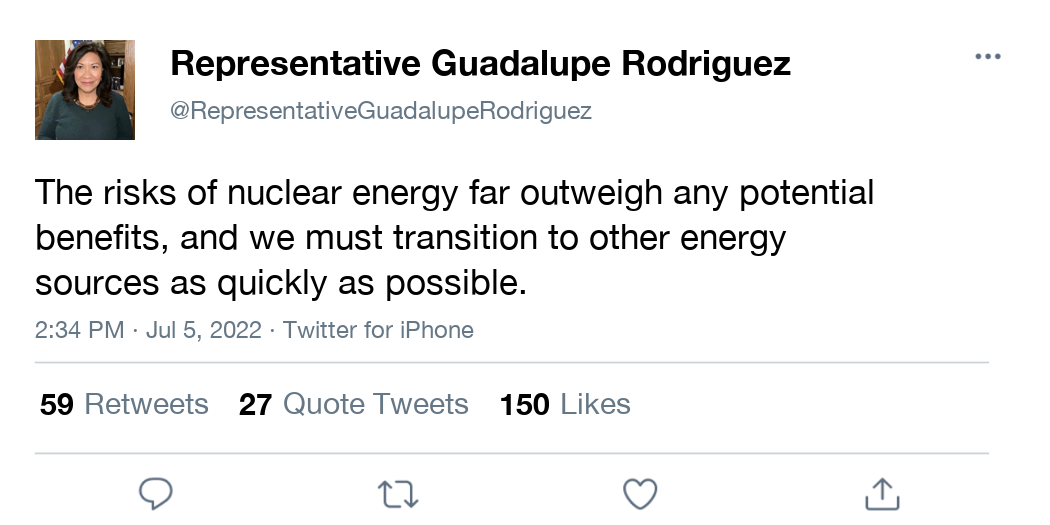 Representative Guadalupe Rodriguez
@RepresentativeGuadalupeRodriguez
The risks of nuclear energy far outweigh any potential
benefits, and we must transition to other energy
sources as quickly as possible.
2:34 PM · Jul 5, 2022 · Twitter for iPhone
59 Retweets 27 Quote Tweets 150 Likes